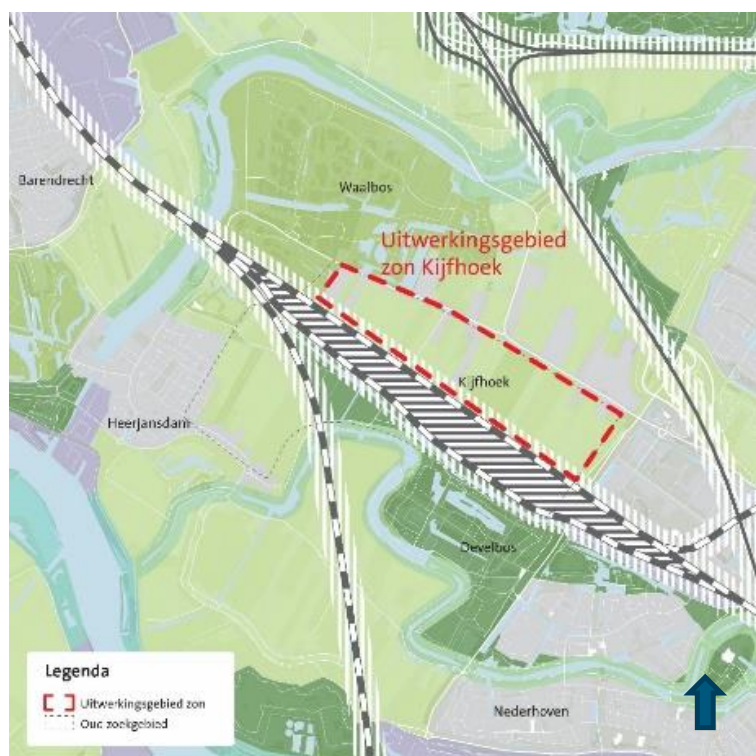 Barendrecht
Waalbos
Uitwerkingsgebied
zon Kijfhoek
Kijfhoek
Heerjansdam
Develbos
Nederhoven
Legenda
Uitwerkingsgebied zon
Oud zoekgebied